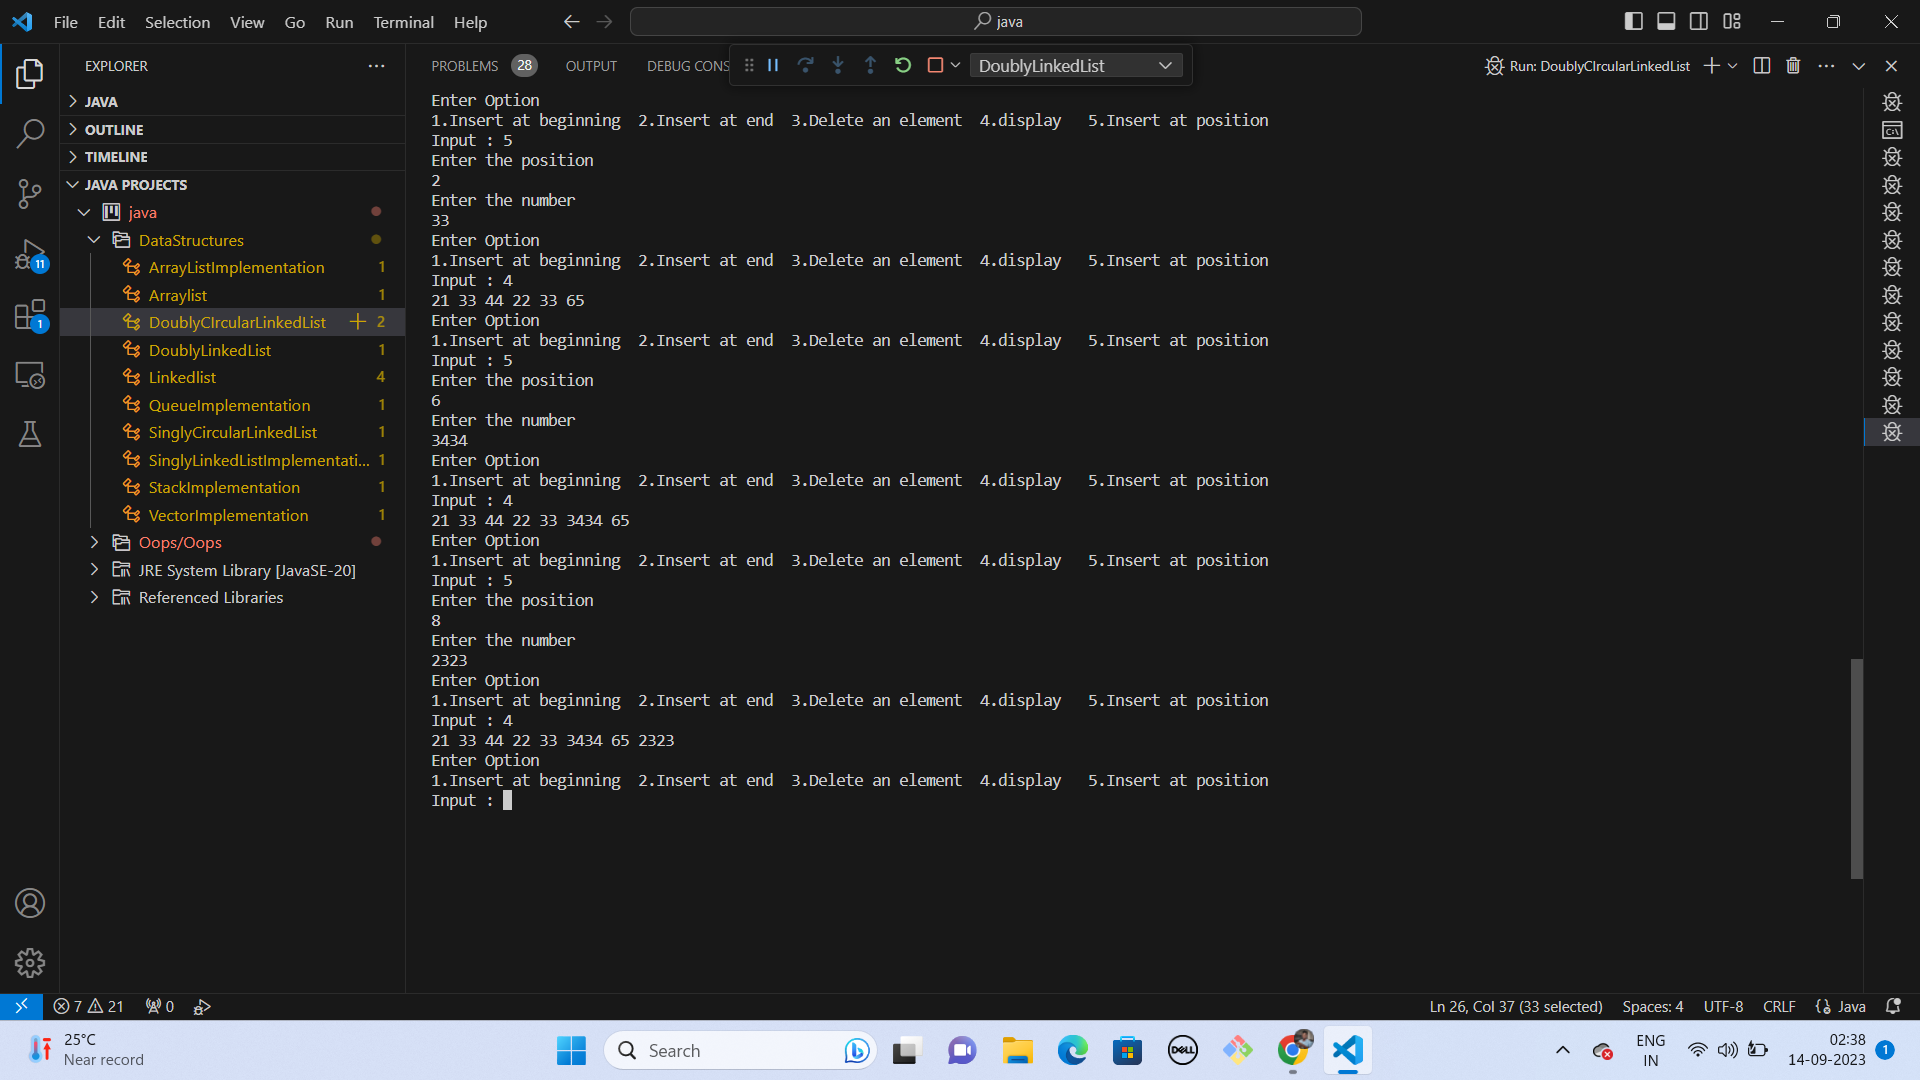 File Edit Selection View Go Run Terminal Help
java
EXPLORER
JAVA
OUTLINE
TIMELINE
JAVA PROJECTS
java
DataStructures
ArrayListImplementation 1
Arraylist 1
DoublyCIrcularLinkedList 2
DoublyLinkedList 1
Linkedlist 4
QueueImplementation 1
SinglyCircularLinkedList 1
SinglyLinkedListImplementati... 1
StackImplementation 1
VectorImplementation 1
Oops/Oops
JRE System Library [JavaSE-20]
Referenced Libraries
11
1
PROBLEMS 28 OUTPUT DEBUG CONS
DoublyLinkedList
Run: DoublyCIrcularLinkedList
Enter Option
1.Insert at beginning  2.Insert at end  3.Delete an element  4.display   5.Insert at position
Input : 5
Enter the position
2
Enter the number
33
Enter Option
1.Insert at beginning  2.Insert at end  3.Delete an element  4.display   5.Insert at position
Input : 4
21 33 44 22 33 65
Enter Option
1.Insert at beginning  2.Insert at end  3.Delete an element  4.display   5.Insert at position
Input : 5
Enter the position
6
Enter the number
3434
Enter Option
1.Insert at beginning  2.Insert at end  3.Delete an element  4.display   5.Insert at position
Input : 4
21 33 44 22 33 3434 65
Enter Option
1.Insert at beginning  2.Insert at end  3.Delete an element  4.display   5.Insert at position
Input : 5
Enter the position
8
Enter the number
2323
Enter Option
1.Insert at beginning  2.Insert at end  3.Delete an element  4.display   5.Insert at position
Input : 4
21 33 44 22 33 3434 65 2323
Enter Option
1.Insert at beginning  2.Insert at end  3.Delete an element  4.display   5.Insert at position
Input :
7 21 0
Ln 26, Col 37 (33 selected) Spaces: 4 UTF-8 CRLF Java
25°C
Near record
Search
DELL
ENG
IN
02:38
14-09-2023
1